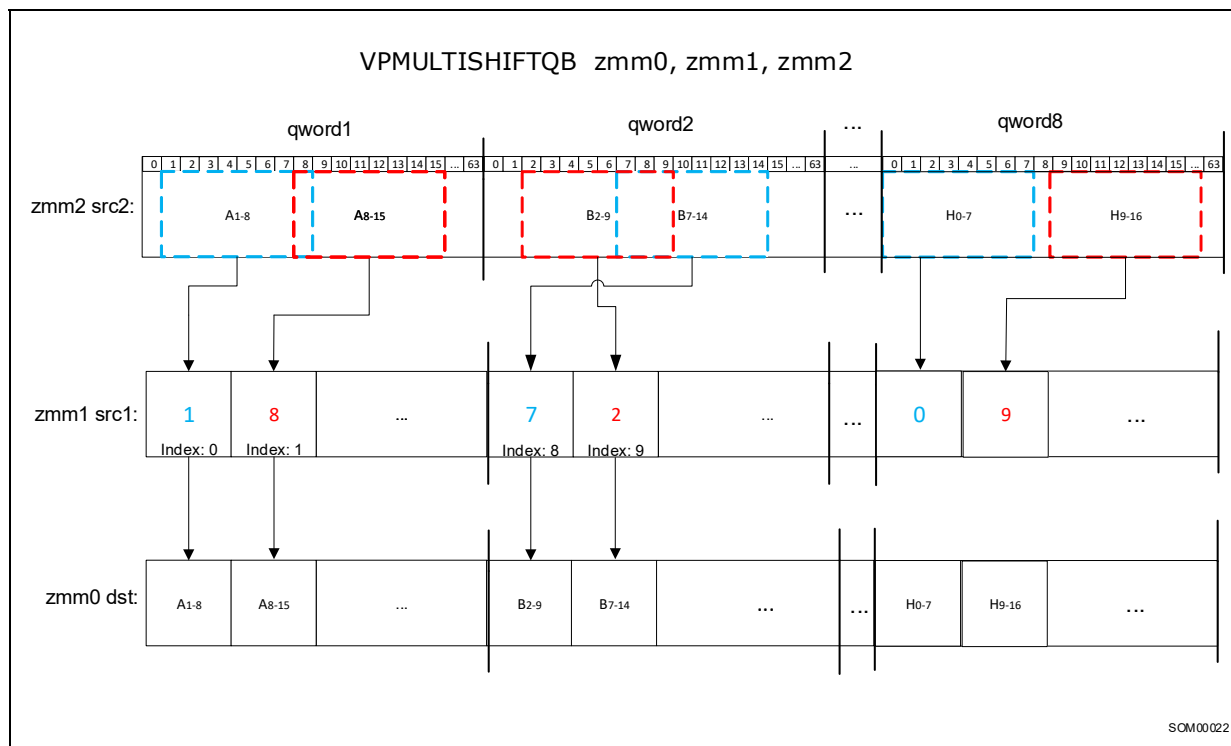 VPMULTISHIFTQB zmm0, zmm1, zmm2
qword1 qword2 ... qword8
0 1 2 3 4 5 6 7 8 9 10 11 12 13 14 15 ... 63 0 1 2 3 4 5 6 7 8 9 10 11 12 13 14 15 ... 63 ... 0 1 2 3 4 5 6 7 8 9 10 11 12 13 14 15 ... 63
zmm2 src2: A1-8 A8-15 B2-9 B7-14 ... H0-7 H9-16
zmm1 src1: 1 8 ... 7 2 ... ... 0 9 ...
Index: 0 Index: 1 Index: 8 Index: 9
zmm0 dst: A1-8 A8-15 ... B2-9 B7-14 ... ... H0-7 H9-16 ...
SOM00022